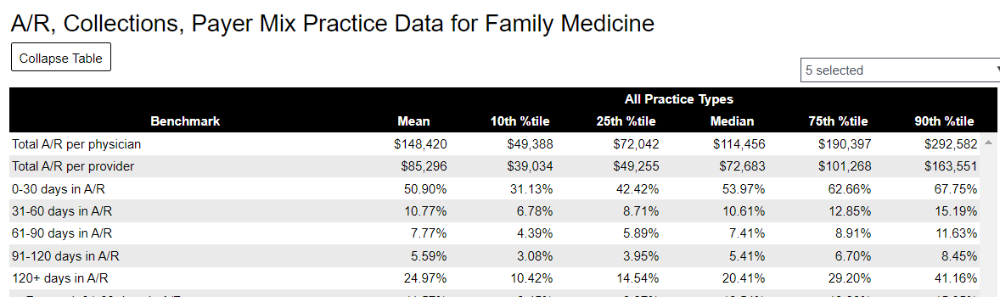 A/R, Collections, Payer Mix Practice Data for Family Medicine
Collapse Table
5 selected
All Practice Types
Benchmark Mean 10th %tile 25th %tile Median 75th %tile 90th %tile
Total A/R per physician $148,420 $49,388 $72,042 $114,456 $190,397 $292,582
Total A/R per provider $85,296 $39,034 $49,255 $72,683 $101,268 $163,551
0-30 days in A/R 50.90% 31.13% 42.42% 53.97% 62.66% 67.75%
31-60 days in A/R 10.77% 6.78% 8.71% 10.61% 12.85% 15.19%
61-90 days in A/R 7.77% 4.39% 5.89% 7.41% 8.91% 11.63%
91-120 days in A/R 5.59% 3.08% 3.95% 5.41% 6.70% 8.45%
120+ days in A/R 24.97% 10.42% 14.54% 20.41% 29.20% 41.16%